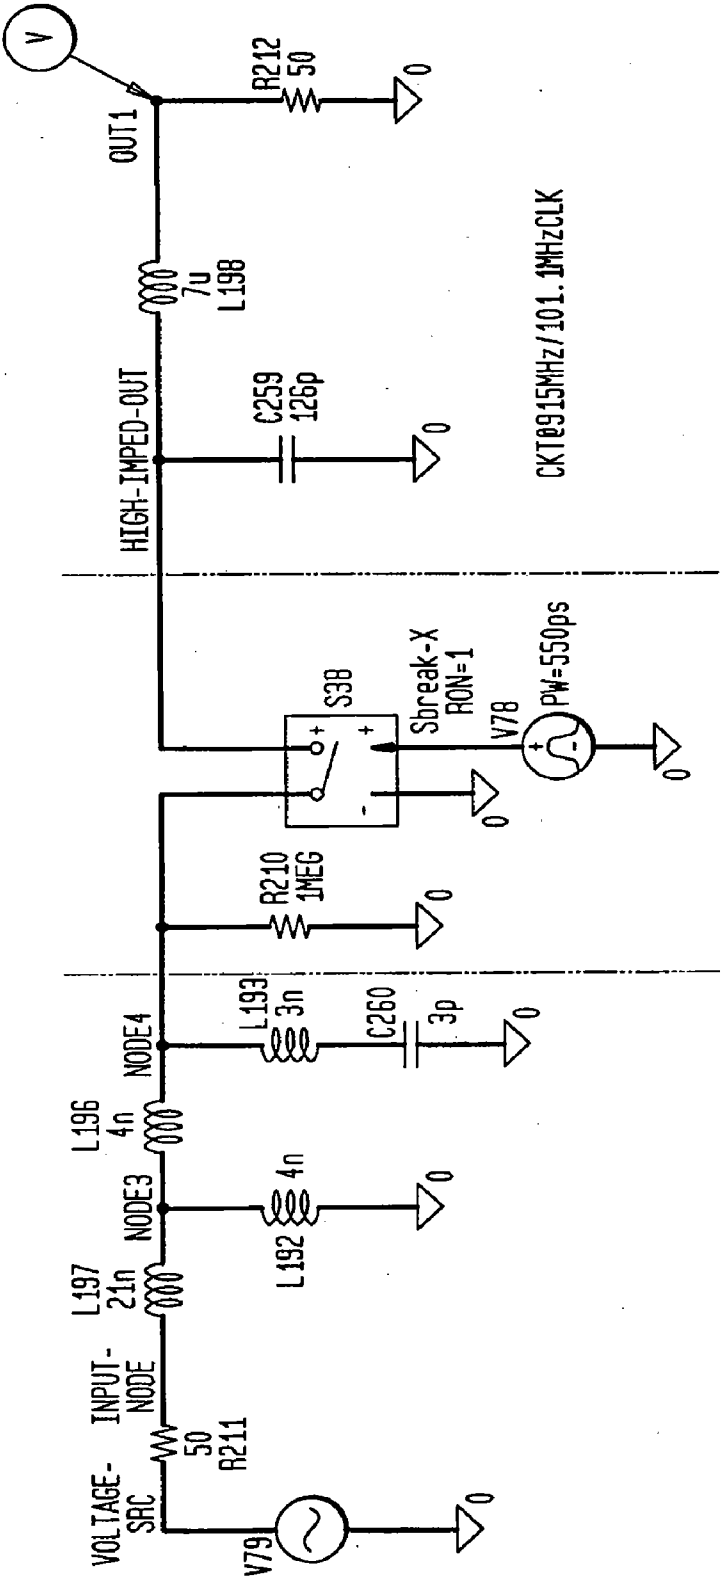 VOLTAGE-
SRC
V79
0
50
R211
INPUT-
NODE
L197
21n
NODE3
L192
4n
0
L196
4n
NODE4
L193
3n
C260
3p
0
R210
1MEG
0
S38
+
+
-
0
Sbreak-X
RON=1
V78
+
-
PW=550ps
0
HIGH-IMPED-OUT
C259
126p
0
7u
L198
OUT1
V
R212
50
0
CKT@915MHz/101.1MHzCLK